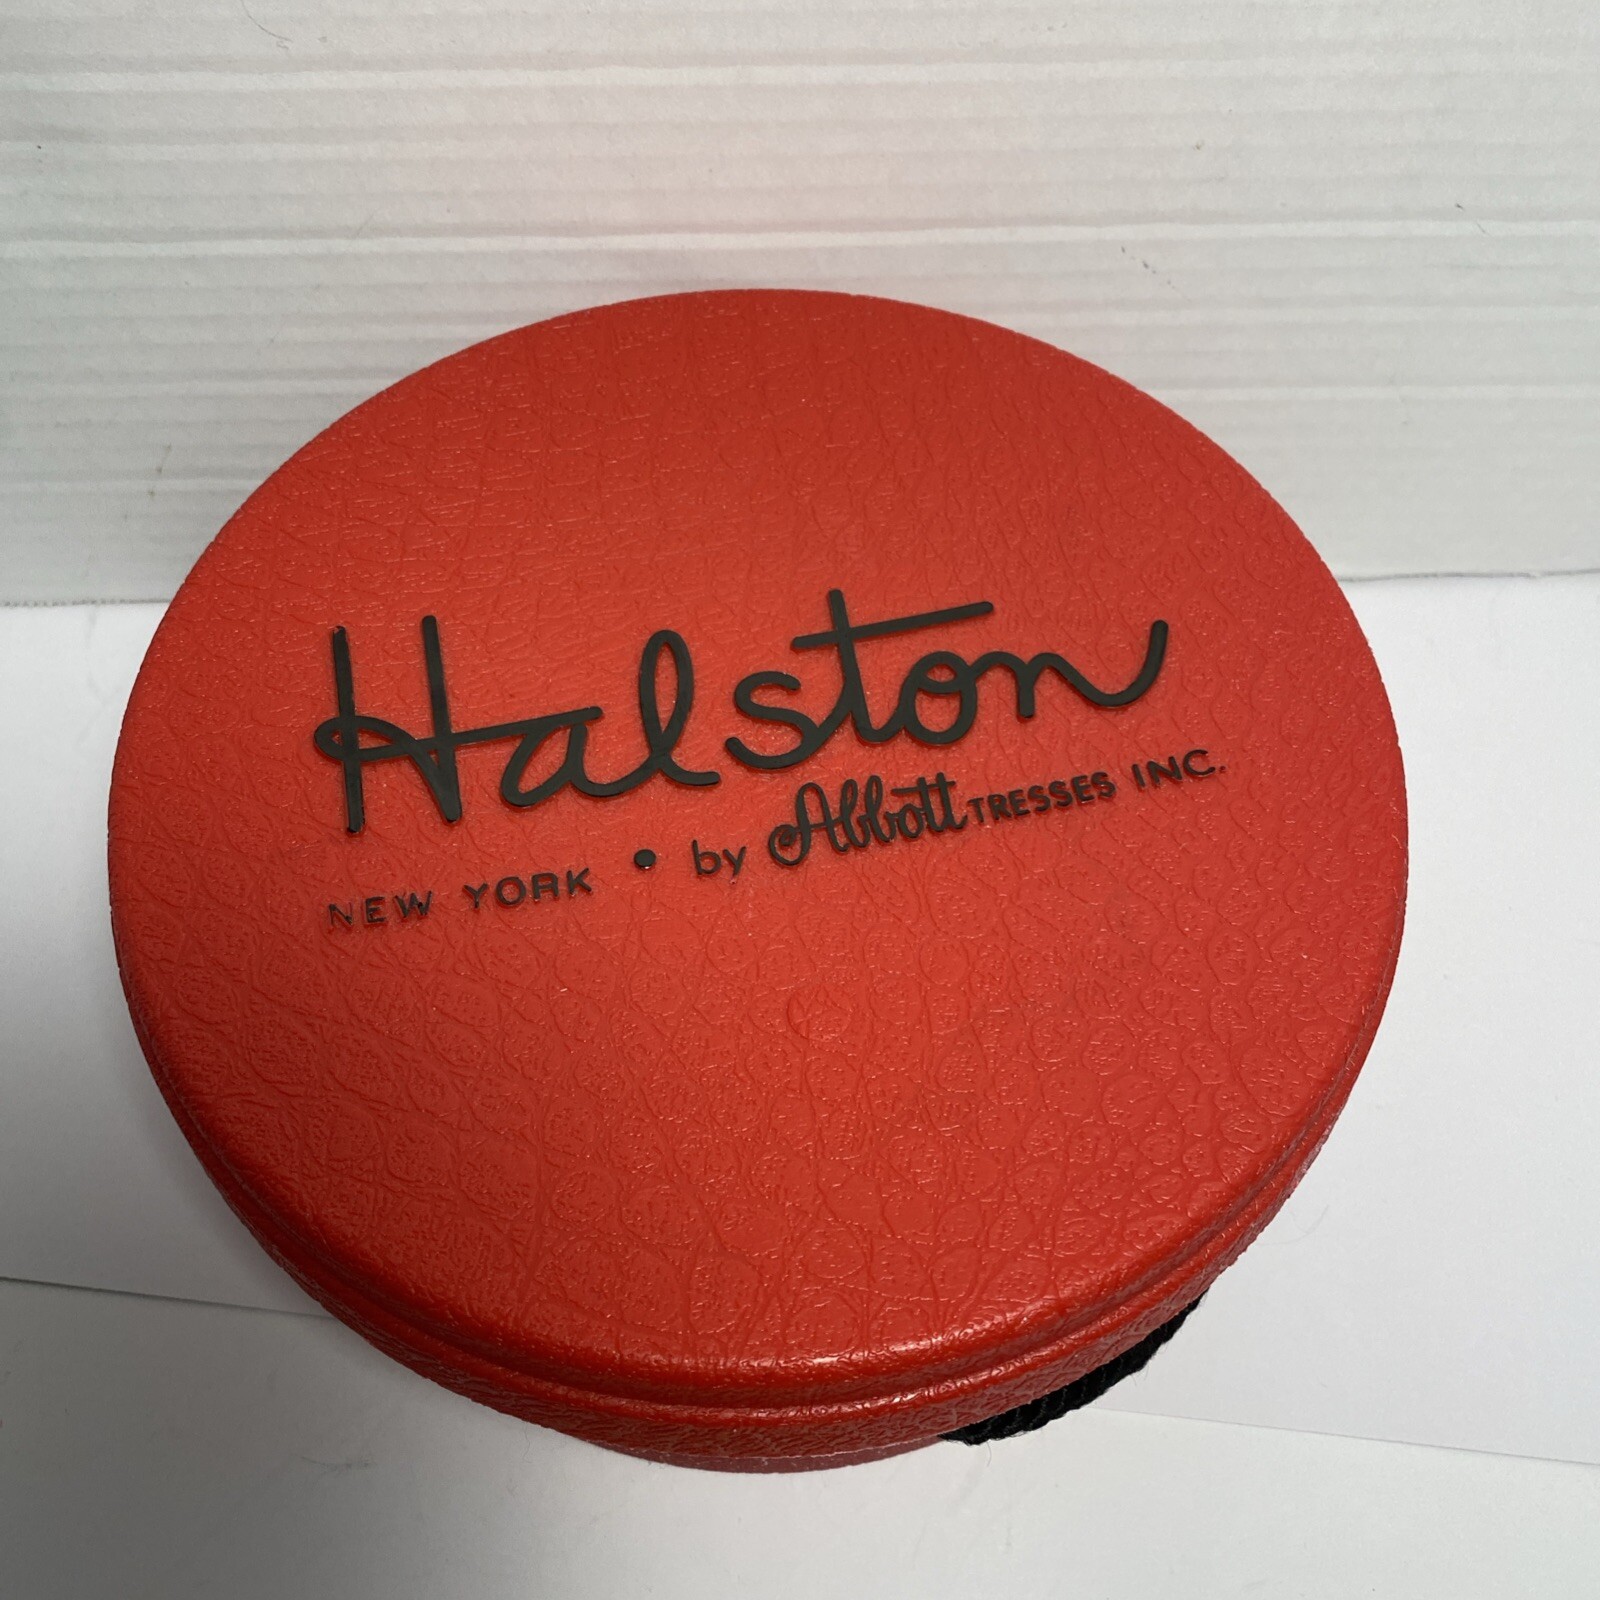 Halston
NEW YORK • by Abbott TRESSES INC.